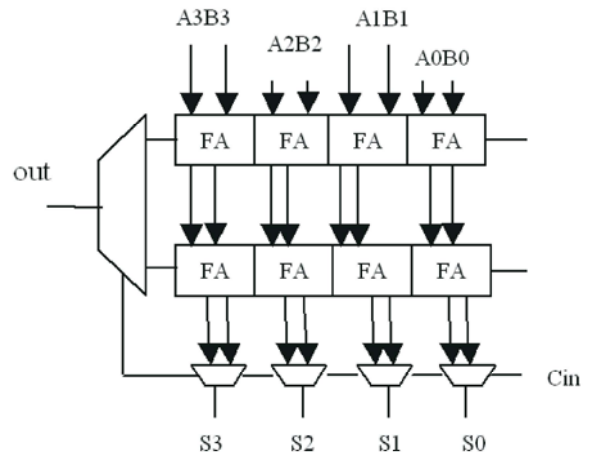 A3B3
A1B1
A2B2
A0B0
FA FA FA FA
out
FA FA FA FA
Cin
S3 S2 S1 S0